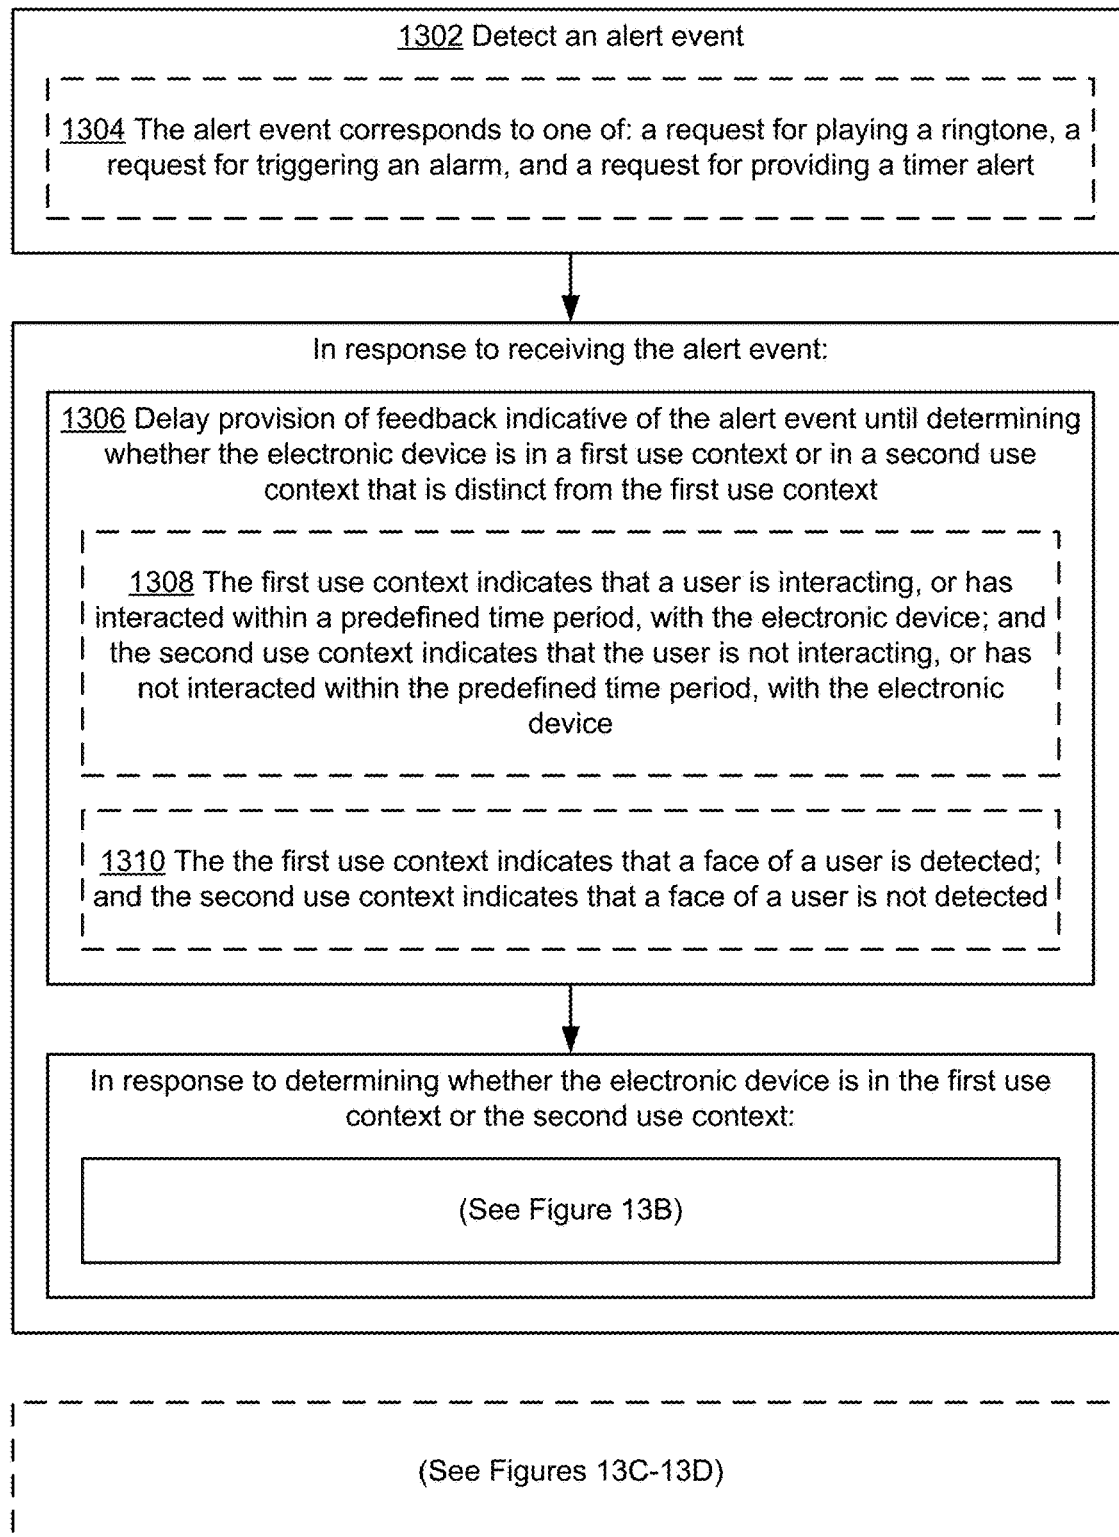 1302 Detect an alert event
1304 The alert event corresponds to one of: a request for playing a ringtone, a
request for triggering an alarm, and a request for providing a timer alert
In response to receiving the alert event:
1306 Delay provision of feedback indicative of the alert event until determining
whether the electronic device is in a first use context or in a second use
context that is distinct from the first use context
1308 The first use context indicates that a user is interacting, or has
interacted within a predefined time period, with the electronic device; and
the second use context indicates that the user is not interacting, or has
not interacted within the predefined time period, with the electronic
device
1310 The the first use context indicates that a face of a user is detected;
and the second use context indicates that a face of a user is not detected
In response to determining whether the electronic device is in the first use
context or the second use context:
(See Figure 13B)
(See Figures 13C-13D)